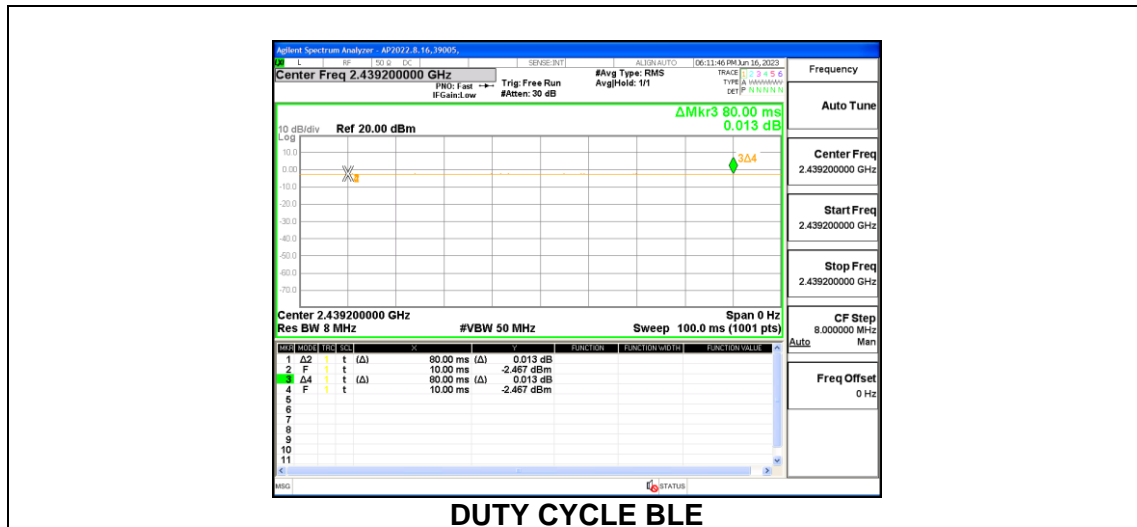 Agilent Spectrum Analyzer - AP2022.8.16,39005,
L RF 50 Ω DC SENSE:INT ALIGN AUTO 06:11:46 PM Jun 16, 2023
Center Freq 2.439200000 GHz
PNO: Fast
IFGain:Low
Trig: Free Run
#Atten: 30 dB
#Avg Type: RMS
Avg|Hold: 1/1
TRACE 1 2 3 4 5 6
TYPE A WWWWW
DET P N N N N N
Frequency
Auto Tune
Center Freq
2.439200000 GHz
Start Freq
2.439200000 GHz
Stop Freq
2.439200000 GHz
CF Step
8.000000 MHz
Auto Man
Freq Offset
0 Hz
ΔMkr3 80.00 ms
0.013 dB
10 dB/div Ref 20.00 dBm
Log
10.0
0.00
-10.0
-20.0
-30.0
-40.0
-50.0
-60.0
-70.0
3Δ4
Center 2.439200000 GHz Span 0 Hz
Res BW 8 MHz #VBW 50 MHz Sweep 100.0 ms (1001 pts)
MKR MODE TRC SCL X Y FUNCTION FUNCTION WIDTH FUNCTION VALUE
1 Δ2 1 t (Δ) 80.00 ms (Δ) 0.013 dB
2 F 1 t 10.00 ms -2.467 dBm
3 Δ4 1 t (Δ) 80.00 ms (Δ) 0.013 dB
4 F 1 t 10.00 ms -2.467 dBm
5
6
7
8
9
10
11
MSG STATUS
DUTY CYCLE BLE